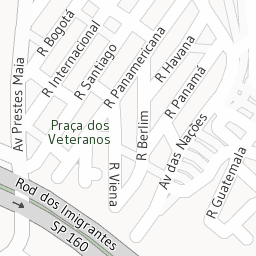 R Bogotá
R Internacional
R Santiago
R Panamericana
R Havana
R Panamá
Av Prestes Maia
Praça dos
Veteranos
R Viena
R Berlim
Av das Nações
R Guatemala
Rod dos Imigrantes
SP 160